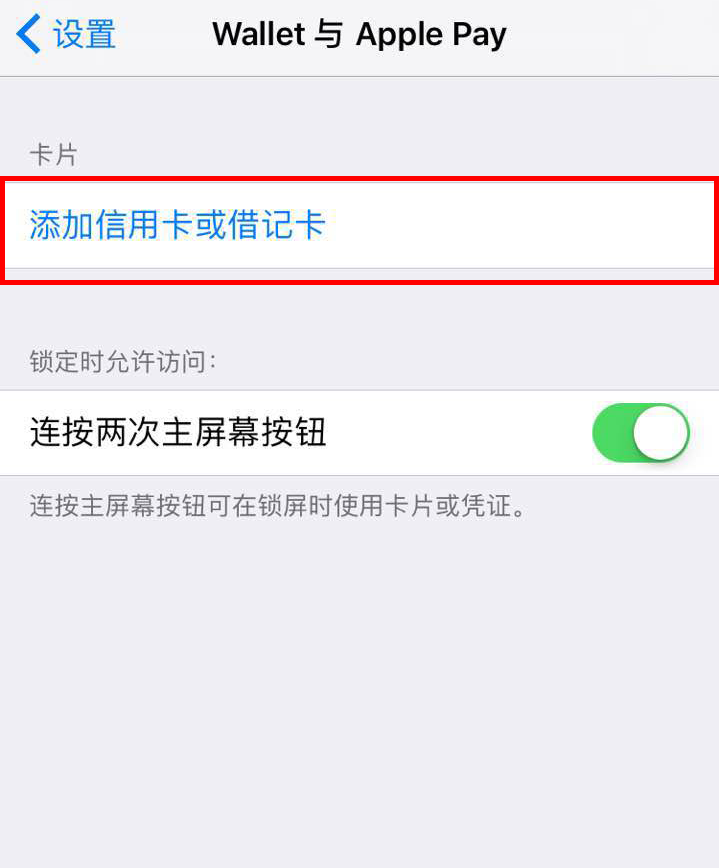 设置
Wallet 与 Apple Pay
卡片
添加信用卡或借记卡
锁定时允许访问：
连按两次主屏幕按钮
连按主屏幕按钮可在锁屏时使用卡片或凭证。